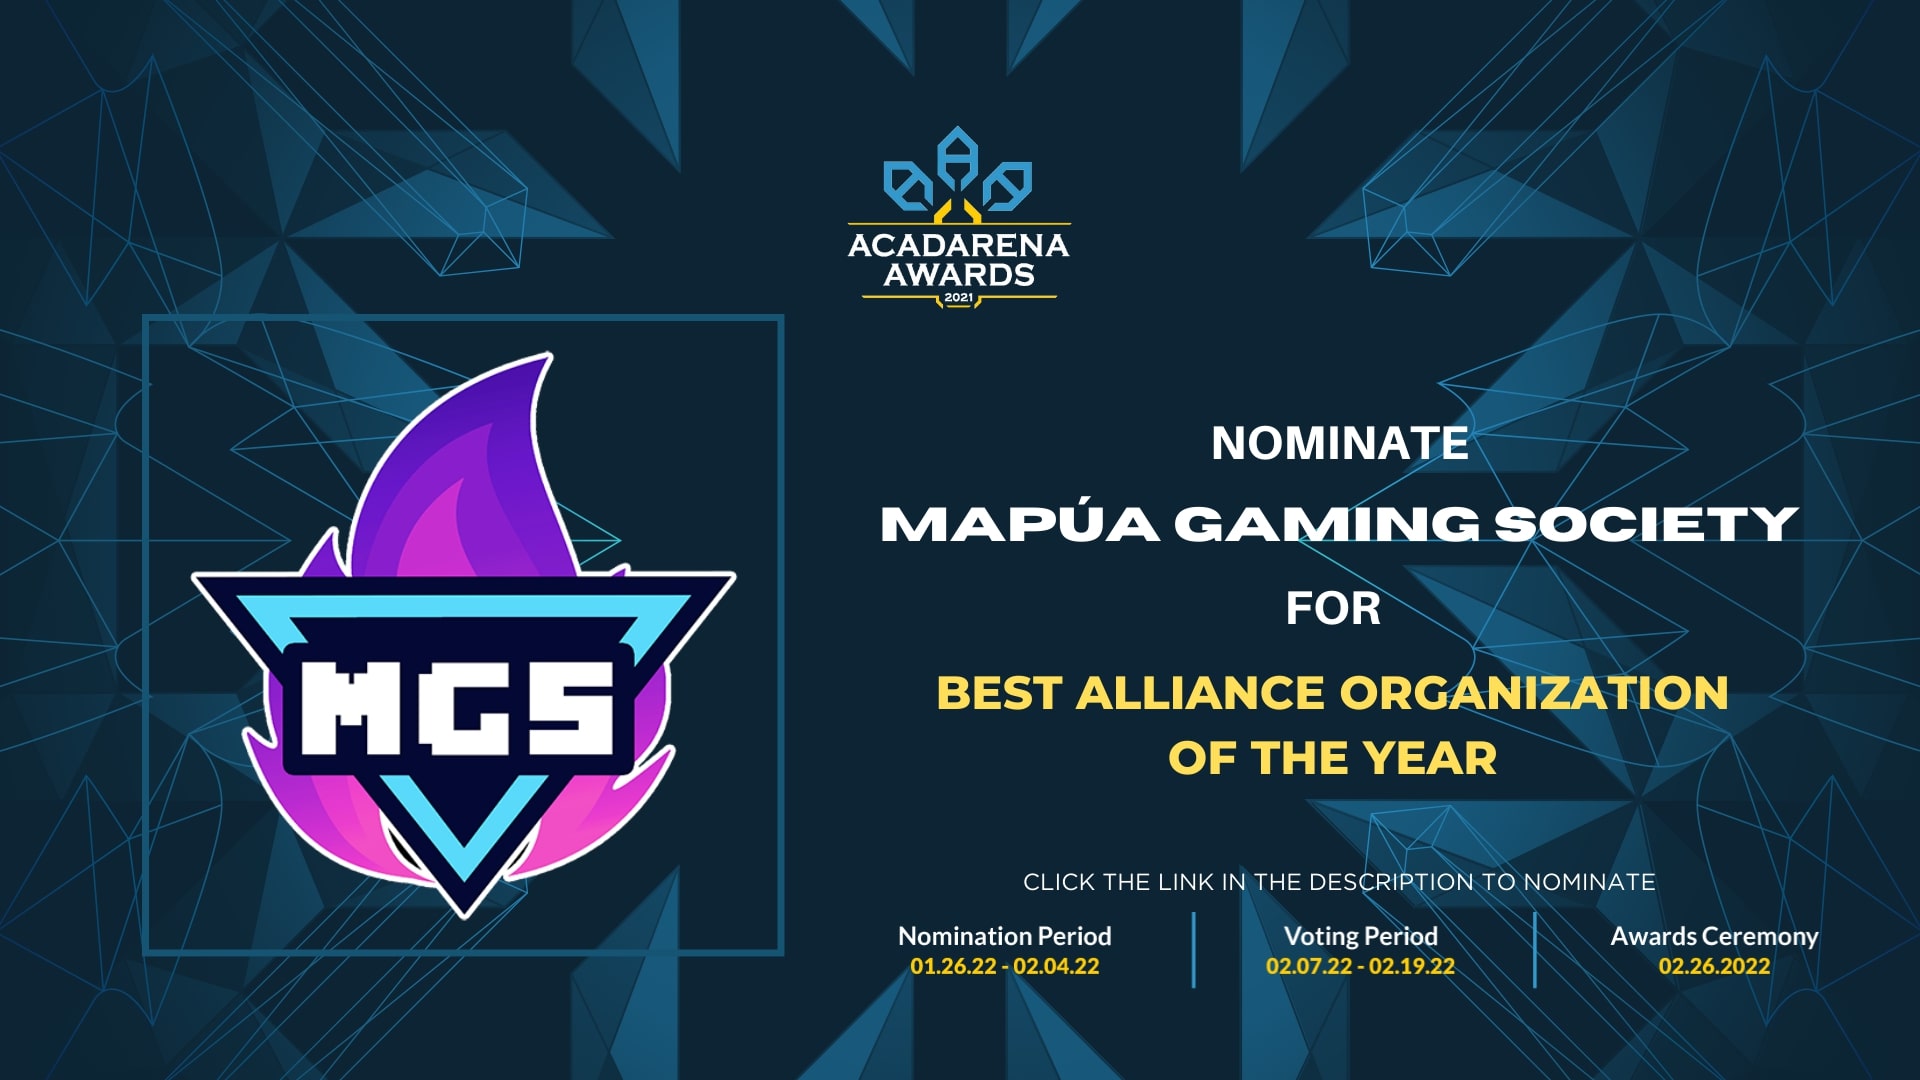 ACADARENA
AWARDS
2021
MGS
NOMINATE
MAPÚA GAMING SOCIETY
FOR
BEST ALLIANCE ORGANIZATION
OF THE YEAR
CLICK THE LINK IN THE DESCRIPTION TO NOMINATE
Nomination Period
01.26.22 - 02.04.22
Voting Period
02.07.22 - 02.19.22
Awards Ceremony
02.26.2022